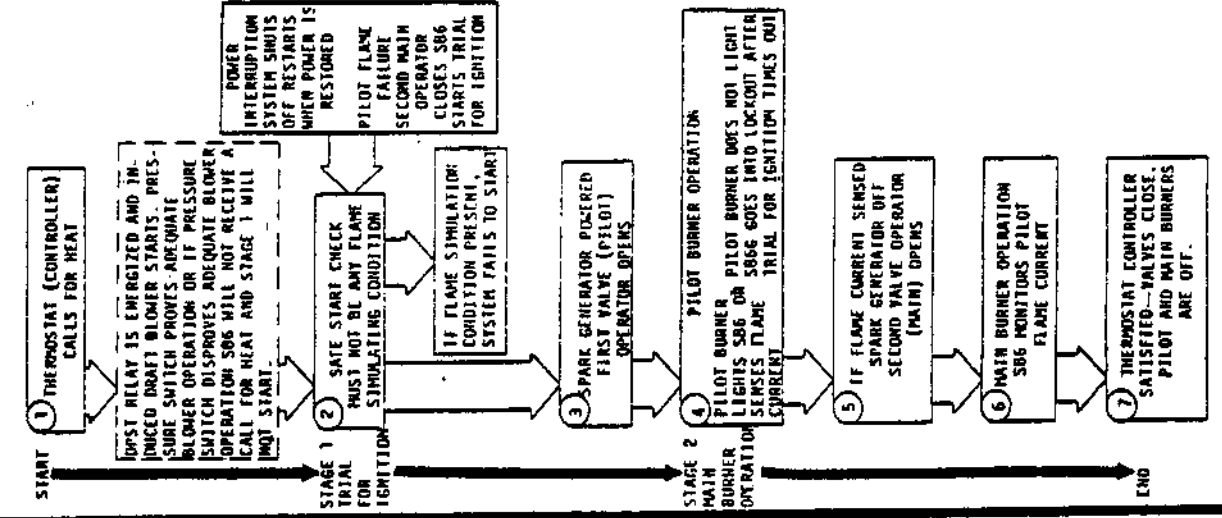 START
1
THERMOSTAT (CONTROLLER)
CALLS FOR HEAT
DPST RELAY IS ENERGIZED AND IN-
DUCED DRAFT BLOWER STARTS. PRES-
SURE SWITCH PROVES ADEQUATE
BLOWER OPERATION OR IF PRESSURE
SWITCH DISPROVES ADEQUATE BLOWER
OPERATION S86 WILL NOT RECEIVE A
CALL FOR HEAT AND STAGE 1 WILL
NOT START.
POWER
INTERRUPTION
SYSTEM SHUTS
OFF RESTARTS
WHEN POWER IS
RESTORED
PILOT FLAME
FAILURE
SECOND MAIN
OPERATOR
CLOSES S86
STARTS TRIAL
FOR IGNITION
STAGE 1
TRIAL
FOR
IGNITION
2
SAFE START CHECK
MUST NOT BE ANY FLAME
SIMULATING CONDITION
IF FLAME SIMULATION
CONDITION PRESENT,
SYSTEM FAILS TO START
3
SPARK GENERATOR POWERED
FIRST VALVE (PILOT)
OPERATOR OPENS
STAGE 2
MAIN
BURNER
OPERATION
4
PILOT BURNER OPERATION
PILOT BURNER
LIGHTS S86 OR
SENSES FLAME
CURRENT
PILOT BURNER DOES NOT LIGHT
S86G GOES INTO LOCKOUT AFTER
TRIAL FOR IGNITION TIMES OUT
5
IF FLAME CURRENT SENSED
SPARK GENERATOR OFF
SECOND VALVE OPERATOR
(MAIN) OPENS
6
MAIN BURNER OPERATION
S86 MONITORS PILOT
FLAME CURRENT
END
7
THERMOSTAT CONTROLLER
SATISFIED—VALVES CLOSE,
PILOT AND MAIN BURNERS
ARE OFF.